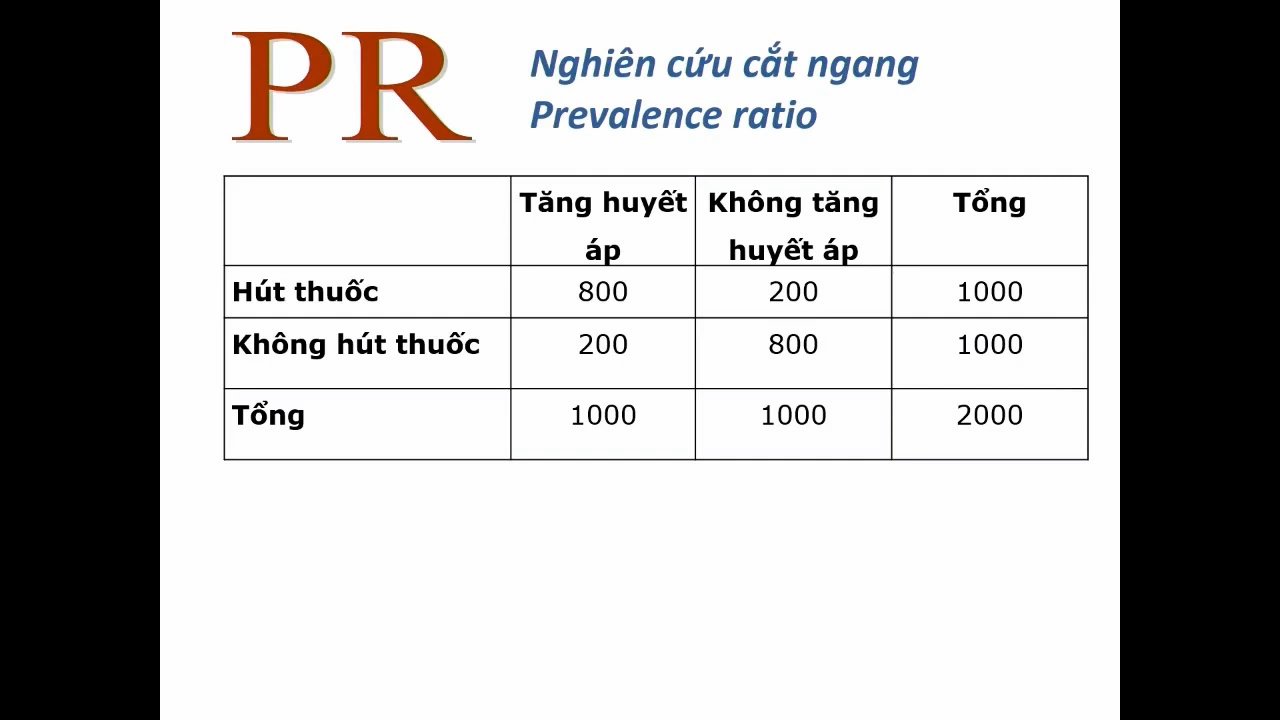 PR
Nghiên cứu cắt ngang
Prevalence ratio
Tăng huyết áp Không tăng huyết áp Tổng
Hút thuốc 800 200 1000
Không hút thuốc 200 800 1000
Tổng 1000 1000 2000